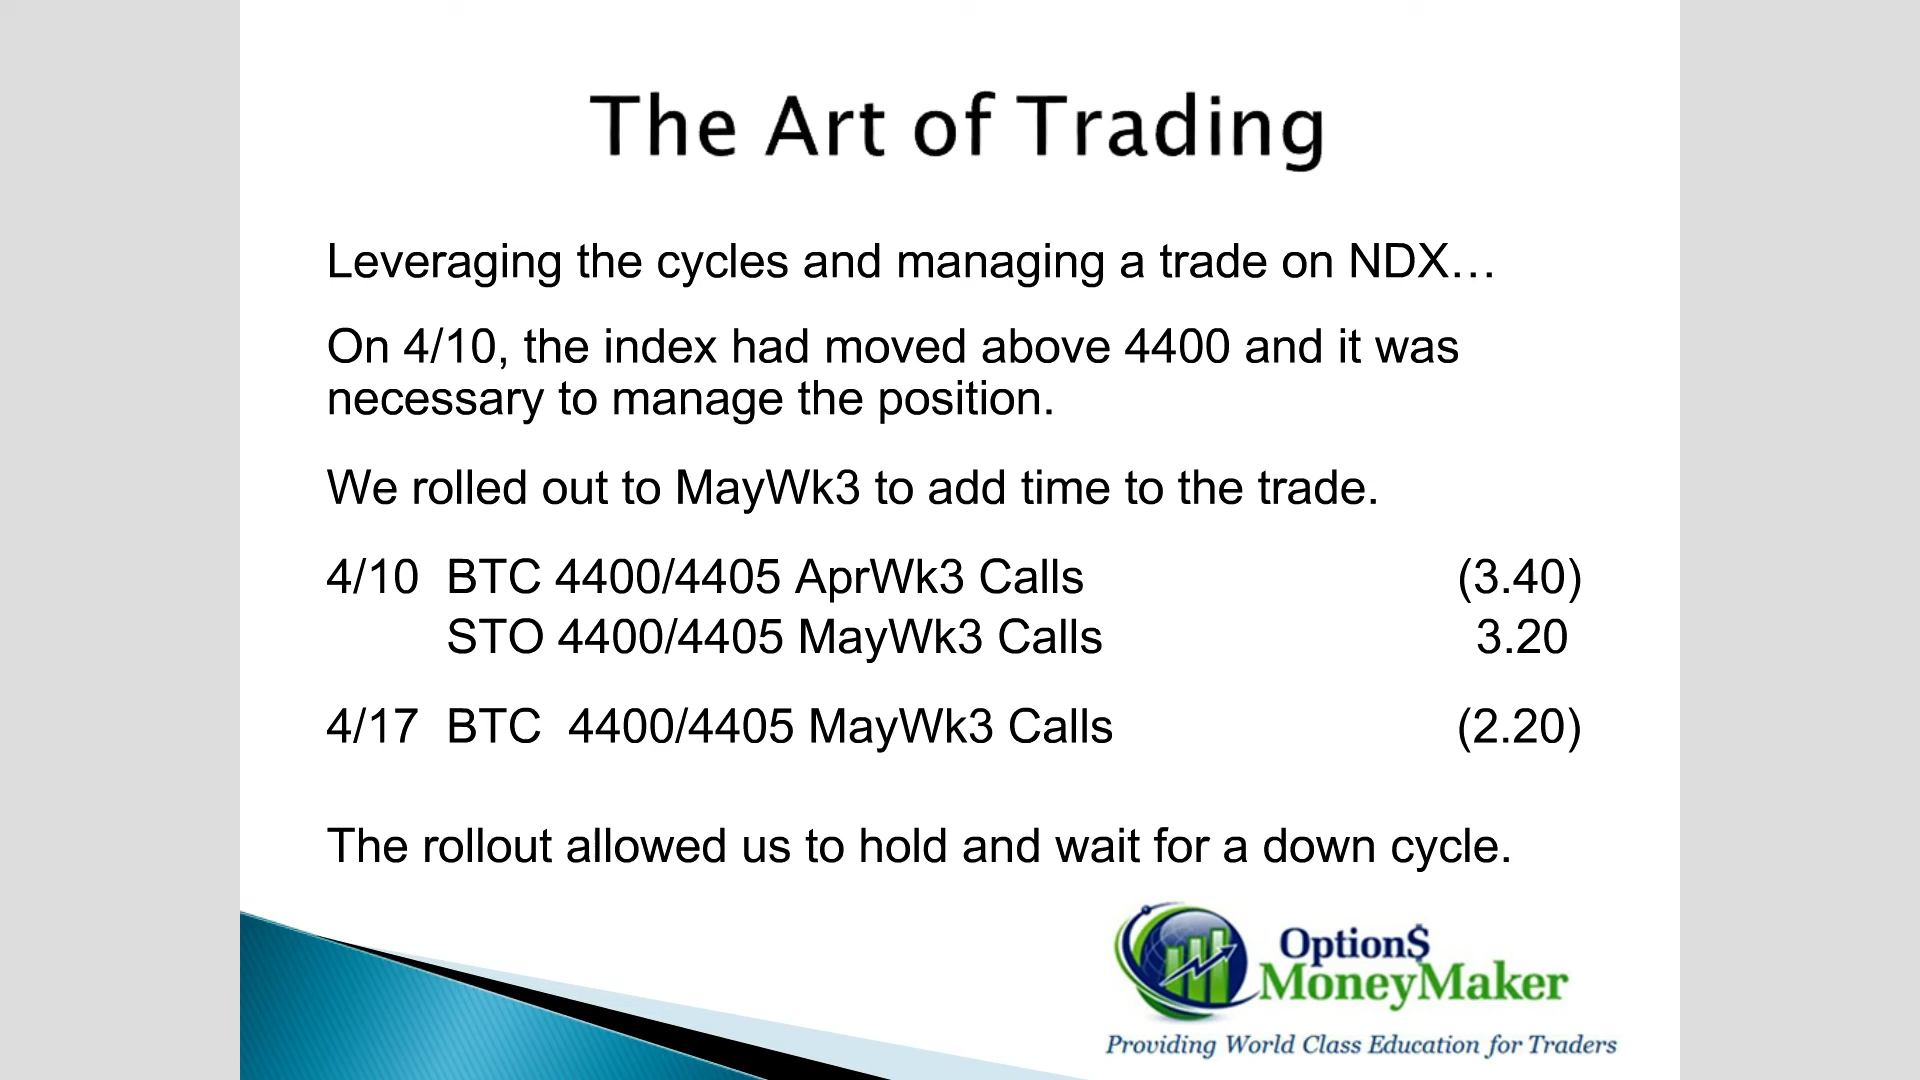 The Art of Trading
Leveraging the cycles and managing a trade on NDX…
On 4/10, the index had moved above 4400 and it was
necessary to manage the position.
We rolled out to MayWk3 to add time to the trade.
4/10 BTC 4400/4405 AprWk3 Calls (3.40)
STO 4400/4405 MayWk3 Calls 3.20
4/17 BTC 4400/4405 MayWk3 Calls (2.20)
The rollout allowed us to hold and wait for a down cycle.
Option$
MoneyMaker
Providing World Class Education for Traders